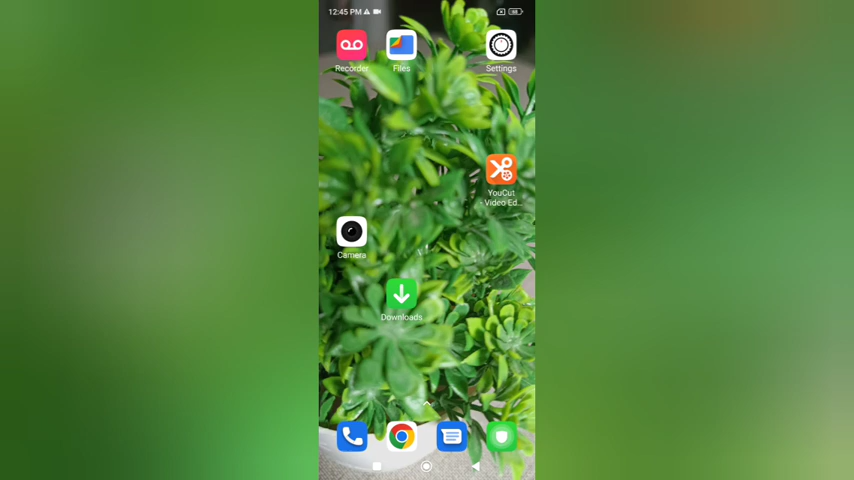 12:45 PM
Recorder
Files
Settings
YouCut
- Video Ed...
Camera
Downloads